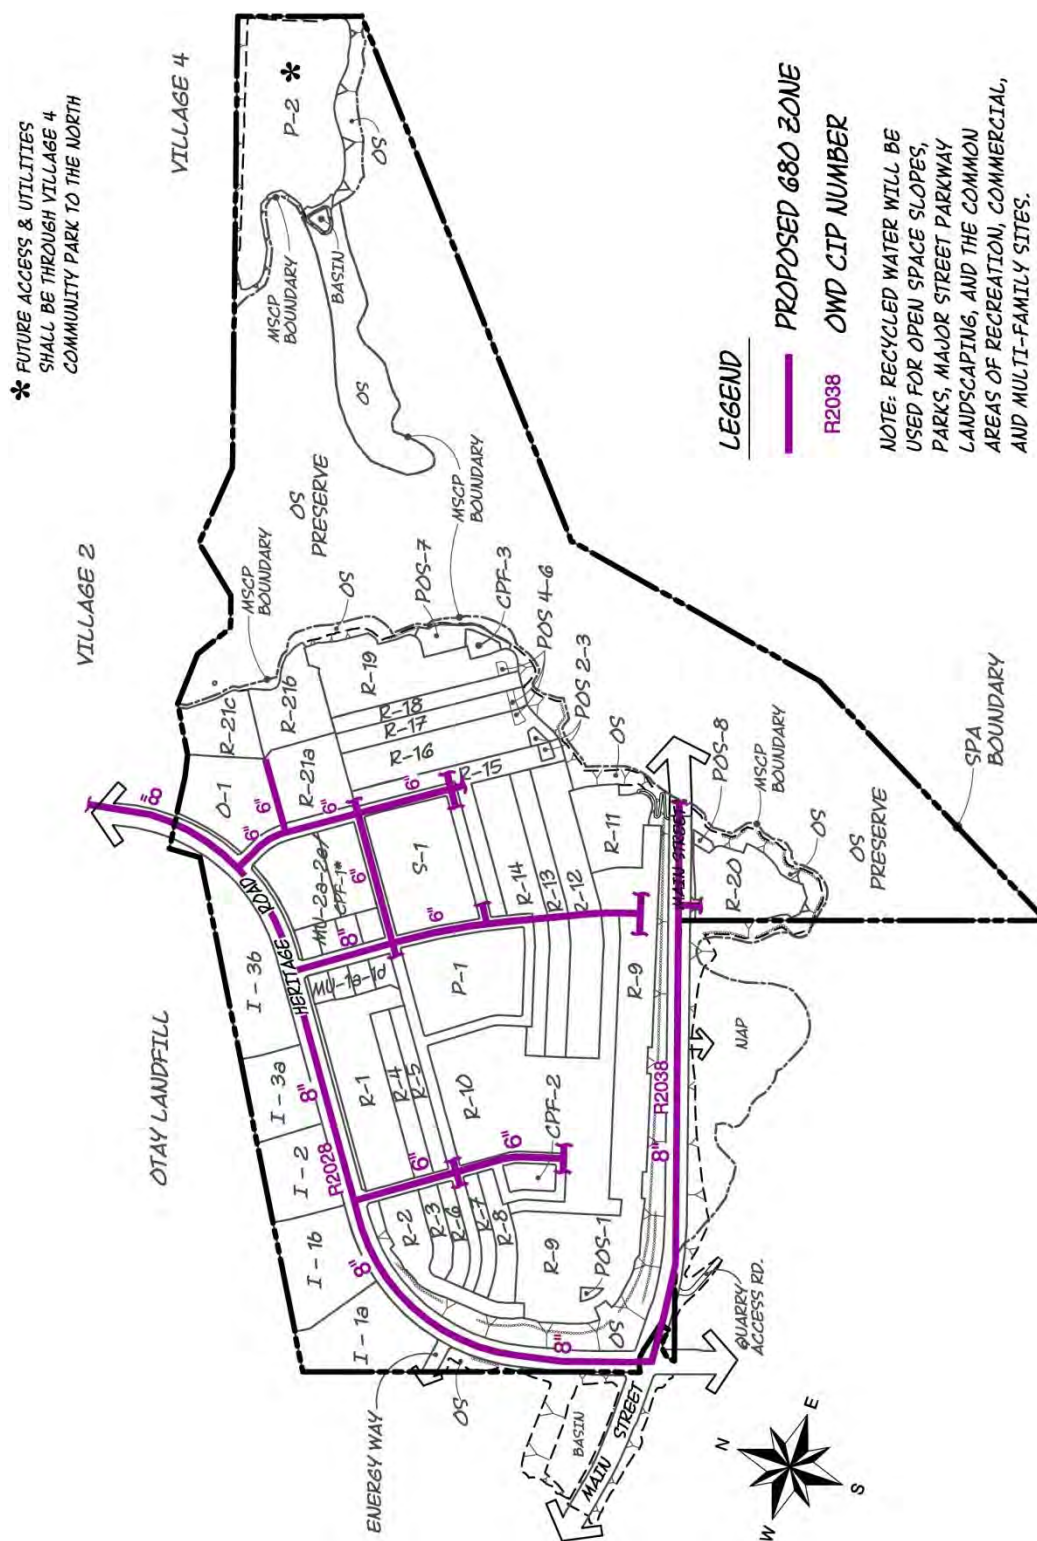 * FUTURE ACCESS & UTILITIES
SHALL BE THROUGH VILLAGE 4
COMMUNITY PARK TO THE NORTH
VILLAGE 4
P-2 *
OS
MSCP
BOUNDARY
BASIN
OS
VILLAGE 2
MSCP
BOUNDARY
OS
PRESERVE
OS
MSCP
BOUNDARY
POS-7
CPF-3
POS 4-6
POS 2-3
R-21c
R-21b
R-19
R-18
R-17
R-16
R-15
O-1
R-21a
8"
6"
6"
6"
6"
6"
MU-2a-2e/
CPF-1*
S-1
R-14
R-13
R-12
R-11
OS
MAIN STREET
POS-8
MSCP
BOUNDARY
R-20
OS
OS
PRESERVE
SPA
BOUNDARY
OTAY LANDFILL
HERITAGE ROAD
I - 3b
I - 3a
I - 2
I - 1b
I - 1a
8"
6"
8"
R2028
8"
8"
MU-1a-1d
P-1
R-1
R-4
R-5
R-10
R-9
CPF-2
6"
6"
R-2
R-3
R-6
R-7
R-8
R-9
POS-1
OS
R2038
8"
NAP
ENERGY WAY
OS
BASIN
MAIN STREET
QUARRY
ACCESS RD.
N
E
S
W
LEGEND
PROPOSED 680 ZONE
R2038 OWD CIP NUMBER
NOTE: RECYCLED WATER WILL BE
USED FOR OPEN SPACE SLOPES,
PARKS, MAJOR STREET PARKWAY
LANDSCAPING, AND THE COMMON
AREAS OF RECREATION, COMMERCIAL,
AND MULTI-FAMILY SITES.